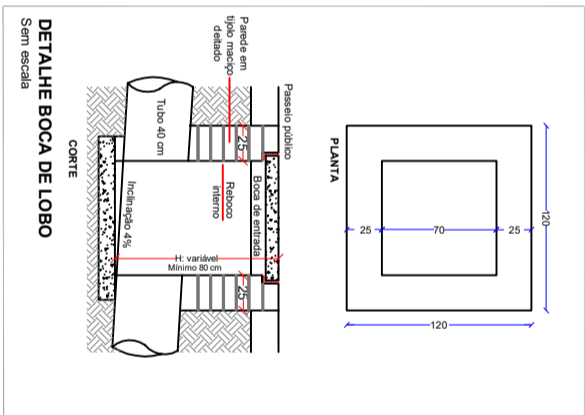 PLANTA
120
25
70
25
120
Passeio público
Parede em
tijolo maciço
deitado
25
Boca de entrada
25
Reboco
interno
H: variável
Mínimo 80 cm
Tubo 40 cm
Inclinação 4%
CORTE
DETALHE BOCA DE LOBO
Sem escala